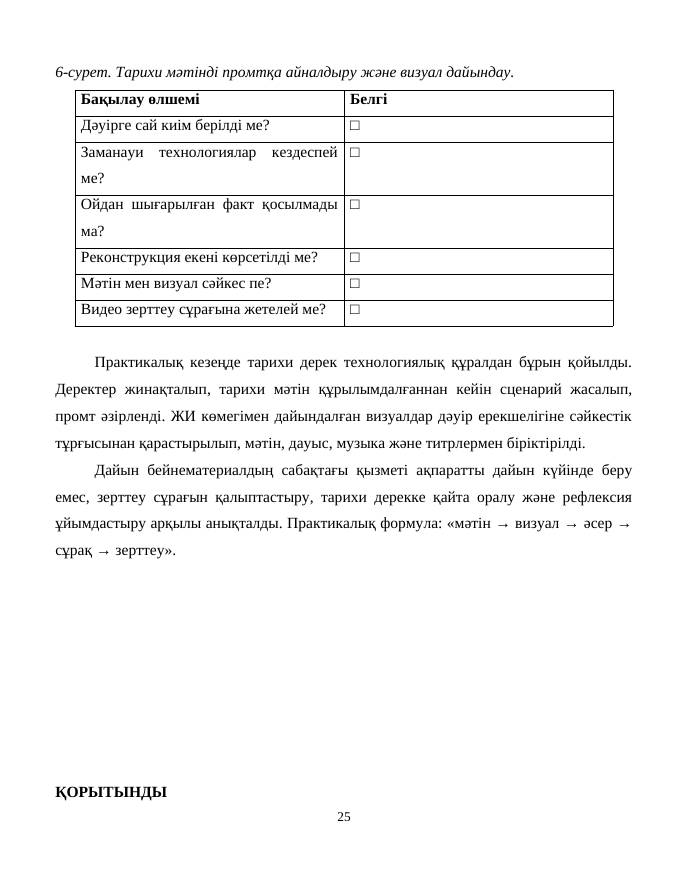 6-сурет. Тарихи мәтінді промтқа айналдыру және визуал дайындау.
Бақылау өлшемі Белгі
Дәуірге сай киім берілді ме? □
Заманауи технологиялар кездеспей □
ме?
Ойдан шығарылған факт қосылмады □
ма?
Реконструкция екені көрсетілді ме? □
Мәтін мен визуал сәйкес пе? □
Видео зерттеу сұрағына жетелей ме? □
Практикалық кезеңде тарихи дерек технологиялық құралдан бұрын қойылды.
Деректер жинақталып, тарихи мәтін құрылымдалғаннан кейін сценарий жасалып,
промт әзірленді. ЖИ көмегімен дайындалған визуалдар дәуір ерекшелігіне сәйкестік
тұрғысынан қарастырылып, мәтін, дауыс, музыка және титрлермен біріктірілді.
Дайын бейнематериалдың сабақтағы қызметі ақпаратты дайын күйінде беру
емес, зерттеу сұрағын қалыптастыру, тарихи дерекке қайта оралу және рефлексия
ұйымдастыру арқылы анықталды. Практикалық формула: «мәтін → визуал → әсер →
сұрақ → зерттеу».
ҚОРЫТЫНДЫ
25